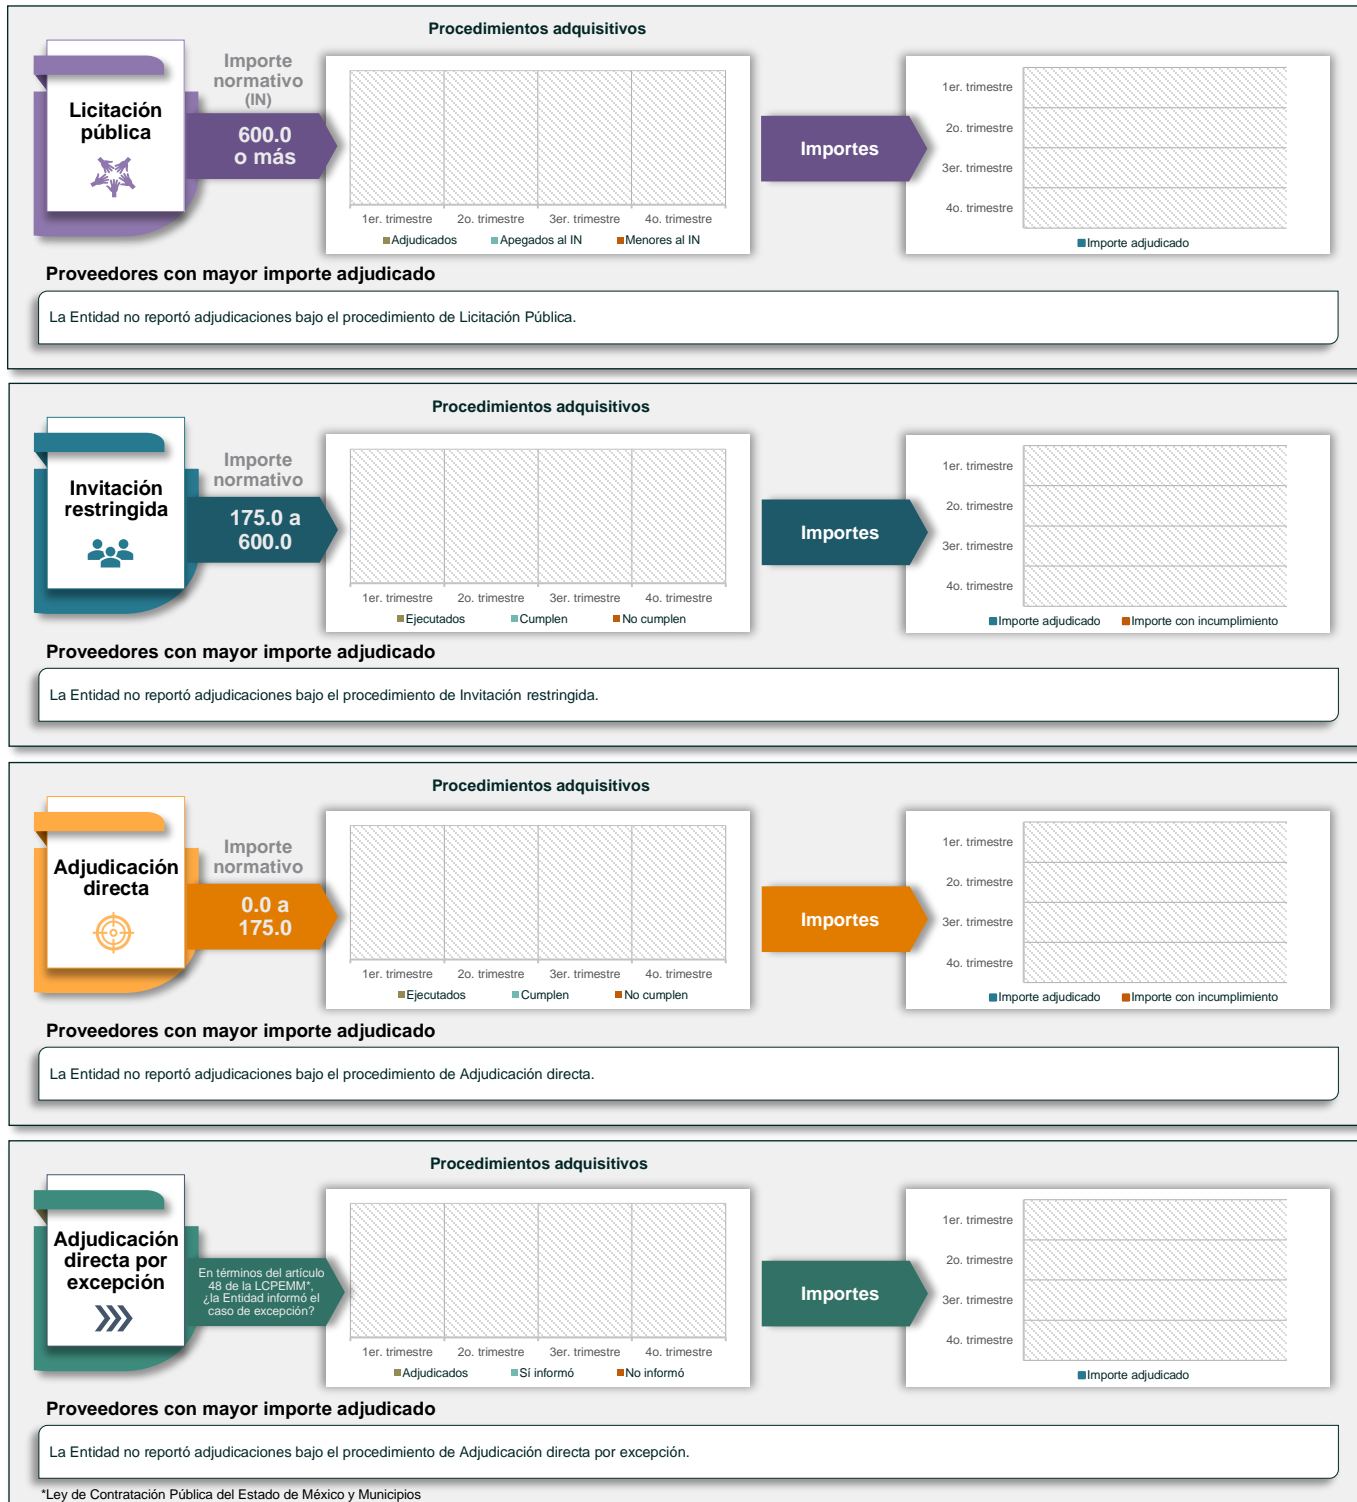 Procedimientos adquisitivos
Licitación
pública
Importe
normativo
(IN)
600.0
o más
1er. trimestre
2o. trimestre
3er. trimestre
4o. trimestre
Adjudicados
Apegados al IN
Menores al IN
Importes
1er. trimestre
2o. trimestre
3er. trimestre
4o. trimestre
Importe adjudicado
Proveedores con mayor importe adjudicado
La Entidad no reportó adjudicaciones bajo el procedimiento de Licitación Pública.
Procedimientos adquisitivos
Invitación
restringida
Importe
normativo
175.0 a
600.0
1er. trimestre
2o. trimestre
3er. trimestre
4o. trimestre
Ejecutados
Cumplen
No cumplen
Importes
1er. trimestre
2o. trimestre
3er. trimestre
4o. trimestre
Importe adjudicado
Importe con incumplimiento
Proveedores con mayor importe adjudicado
La Entidad no reportó adjudicaciones bajo el procedimiento de Invitación restringida.
Procedimientos adquisitivos
Adjudicación
directa
Importe
normativo
0.0 a
175.0
1er. trimestre
2o. trimestre
3er. trimestre
4o. trimestre
Ejecutados
Cumplen
No cumplen
Importes
1er. trimestre
2o. trimestre
3er. trimestre
4o. trimestre
Importe adjudicado
Importe con incumplimiento
Proveedores con mayor importe adjudicado
La Entidad no reportó adjudicaciones bajo el procedimiento de Adjudicación directa.
Procedimientos adquisitivos
Adjudicación
directa por
excepción
En términos del artículo
48 de la LCPEMM*,
¿la Entidad informó el
caso de excepción?
1er. trimestre
2o. trimestre
3er. trimestre
4o. trimestre
Adjudicados
Sí informó
No informó
Importes
1er. trimestre
2o. trimestre
3er. trimestre
4o. trimestre
Importe adjudicado
Proveedores con mayor importe adjudicado
La Entidad no reportó adjudicaciones bajo el procedimiento de Adjudicación directa por excepción.
*Ley de Contratación Pública del Estado de México y Municipios